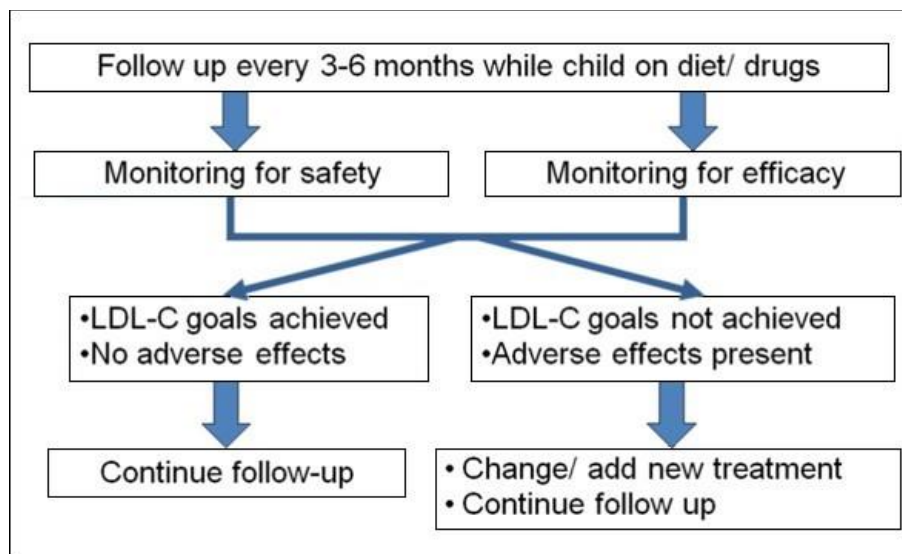 Follow up every 3-6 months while child on diet/ drugs
Monitoring for safety
Monitoring for efficacy
•LDL-C goals achieved
•No adverse effects
•LDL-C goals not achieved
•Adverse effects present
Continue follow-up
• Change/ add new treatment
• Continue follow up